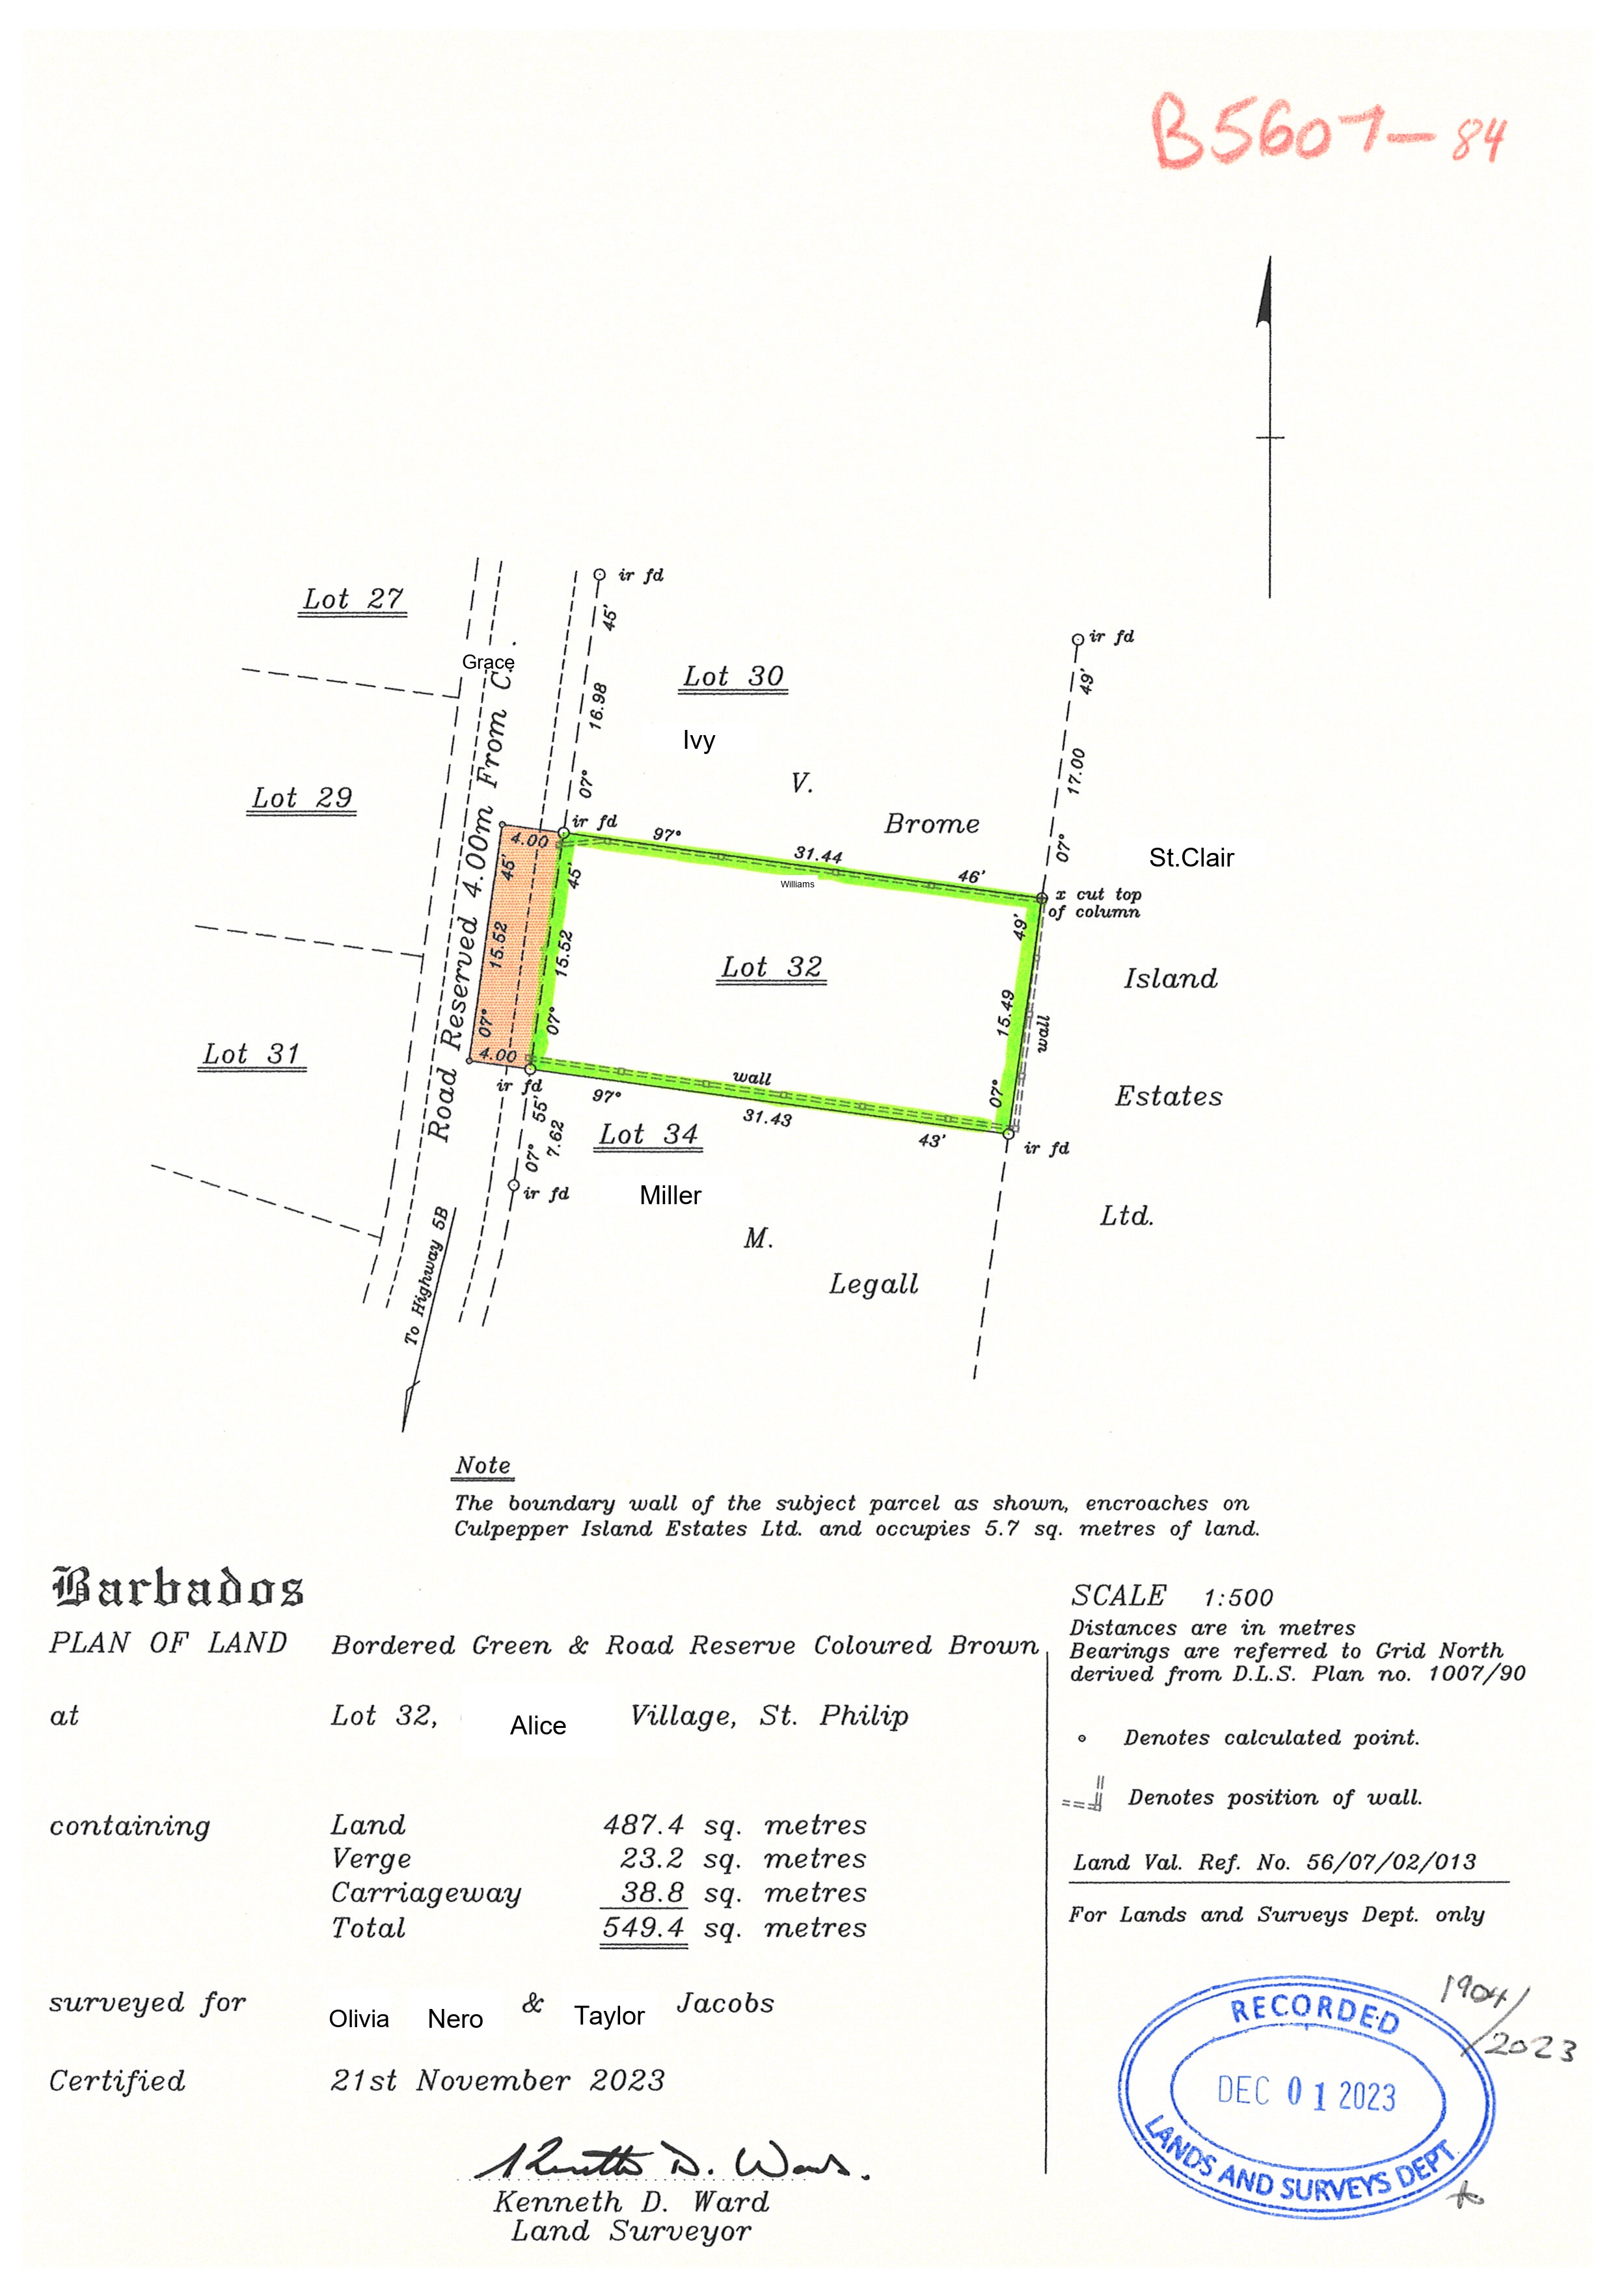 B5607-84
ir fd
Lot 27
45'
ir fd
Grace
Lot 30
49'
16.98
Ivy
Road Reserved 4.00m From C.
17.00
V.
07°
Lot 29
Brome
ir fd
97°
4.00
31.44
07°
St.Clair
45'
45'
46'
Williams
x cut top
of column
49'
15.52
15.52
Lot 32
Island
15.49
wall
07°
07°
Lot 31
4.00
wall
07°
Estates
ir fd
97°
31.43
55'
43'
Lot 34
ir fd
07°
7.62
ir fd
Miller
Ltd.
M.
To Highway 5B
Legall
Note
The boundary wall of the subject parcel as shown, encroaches on
Culpepper Island Estates Ltd. and occupies 5.7 sq. metres of land.
Barbados
PLAN OF LAND Bordered Green & Road Reserve Coloured Brown
at Lot 32, Alice Village, St. Philip
containing Land 487.4 sq. metres
Verge 23.2 sq. metres
Carriageway 38.8 sq. metres
Total 549.4 sq. metres
surveyed for Olivia Nero & Taylor Jacobs
Certified 21st November 2023
Kenneth D. Ward
Kenneth D. Ward
Land Surveyor
SCALE 1:500
Distances are in metres
Bearings are referred to Grid North
derived from D.L.S. Plan no. 1007/90
Denotes calculated point.
Denotes position of wall.
Land Val. Ref. No. 56/07/02/013
For Lands and Surveys Dept. only
1904/
/2023
RECORDED
DEC 01 2023
LANDS AND SURVEYS DEPT